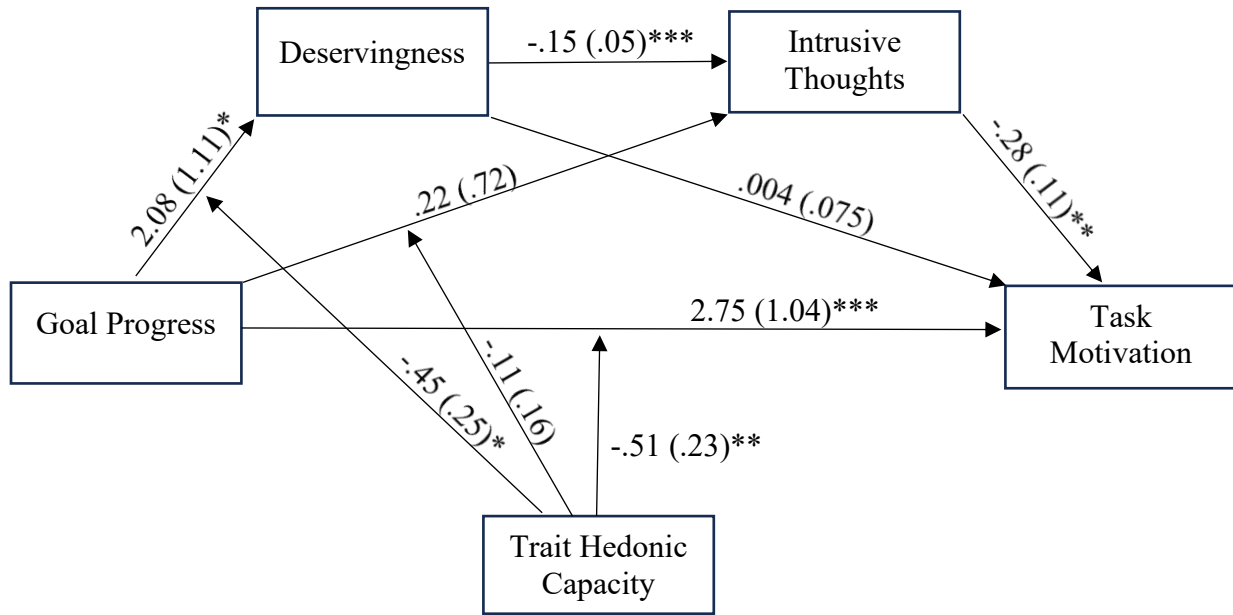 Deservingness
-.15 (.05)***
Intrusive
Thoughts
2.08 (1.11)*
.22 (.72)
.004 (.075)
-.28 (.11)**
Goal Progress
2.75 (1.04)***
Task
Motivation
-.45 (.25)*
-.11 (.16)
-.51 (.23)**
Trait Hedonic
Capacity